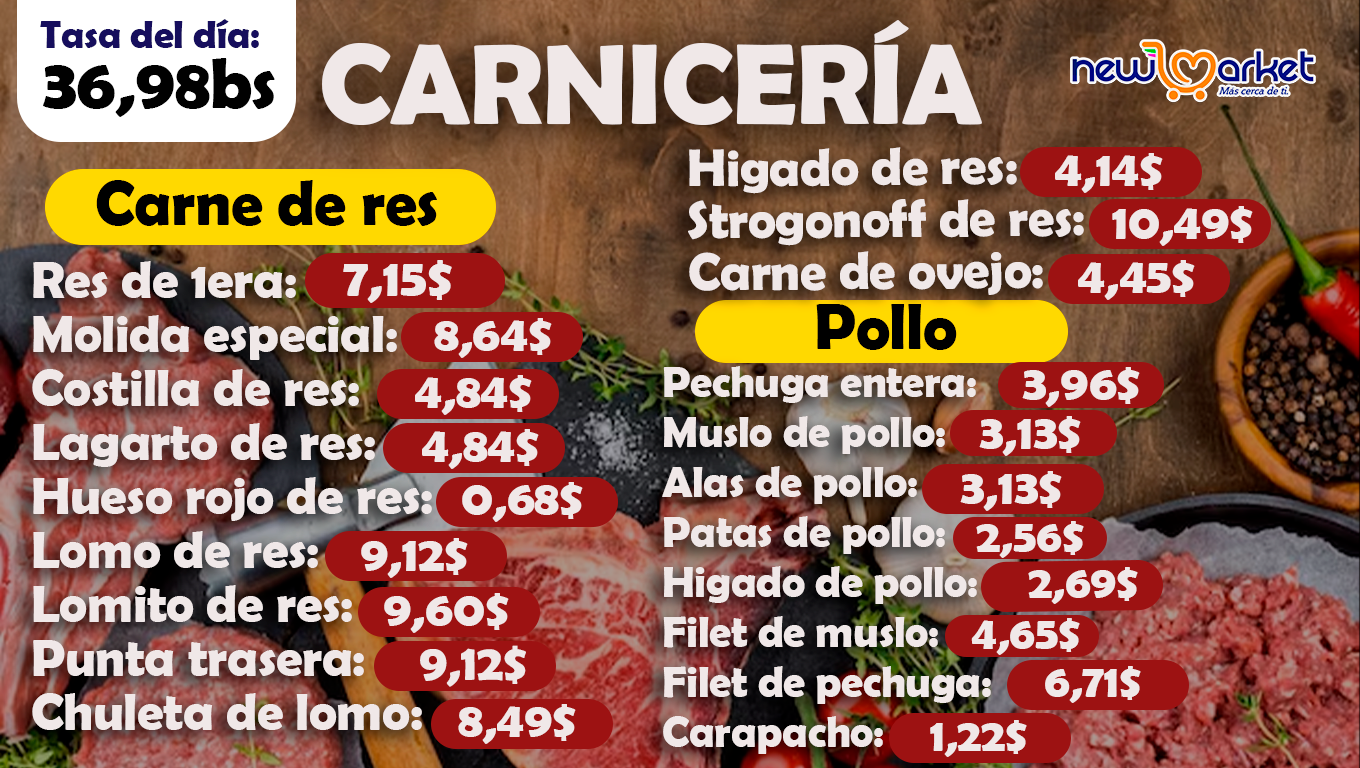 Tasa del día:
36,98bs
CARNICERÍA
new market
Más cerca de ti.
Carne de res
Res de 1era: 7,15$
Molida especial: 8,64$
Costilla de res: 4,84$
Lagarto de res: 4,84$
Hueso rojo de res: 0,68$
Lomo de res: 9,12$
Lomito de res: 9,60$
Punta trasera: 9,12$
Chuleta de lomo: 8,49$
Higado de res: 4,14$
Strogonoff de res: 10,49$
Carne de ovejo: 4,45$
Pollo
Pechuga entera: 3,96$
Muslo de pollo: 3,13$
Alas de pollo: 3,13$
Patas de pollo: 2,56$
Higado de pollo: 2,69$
Filet de muslo: 4,65$
Filet de pechuga: 6,71$
Carapacho: 1,22$